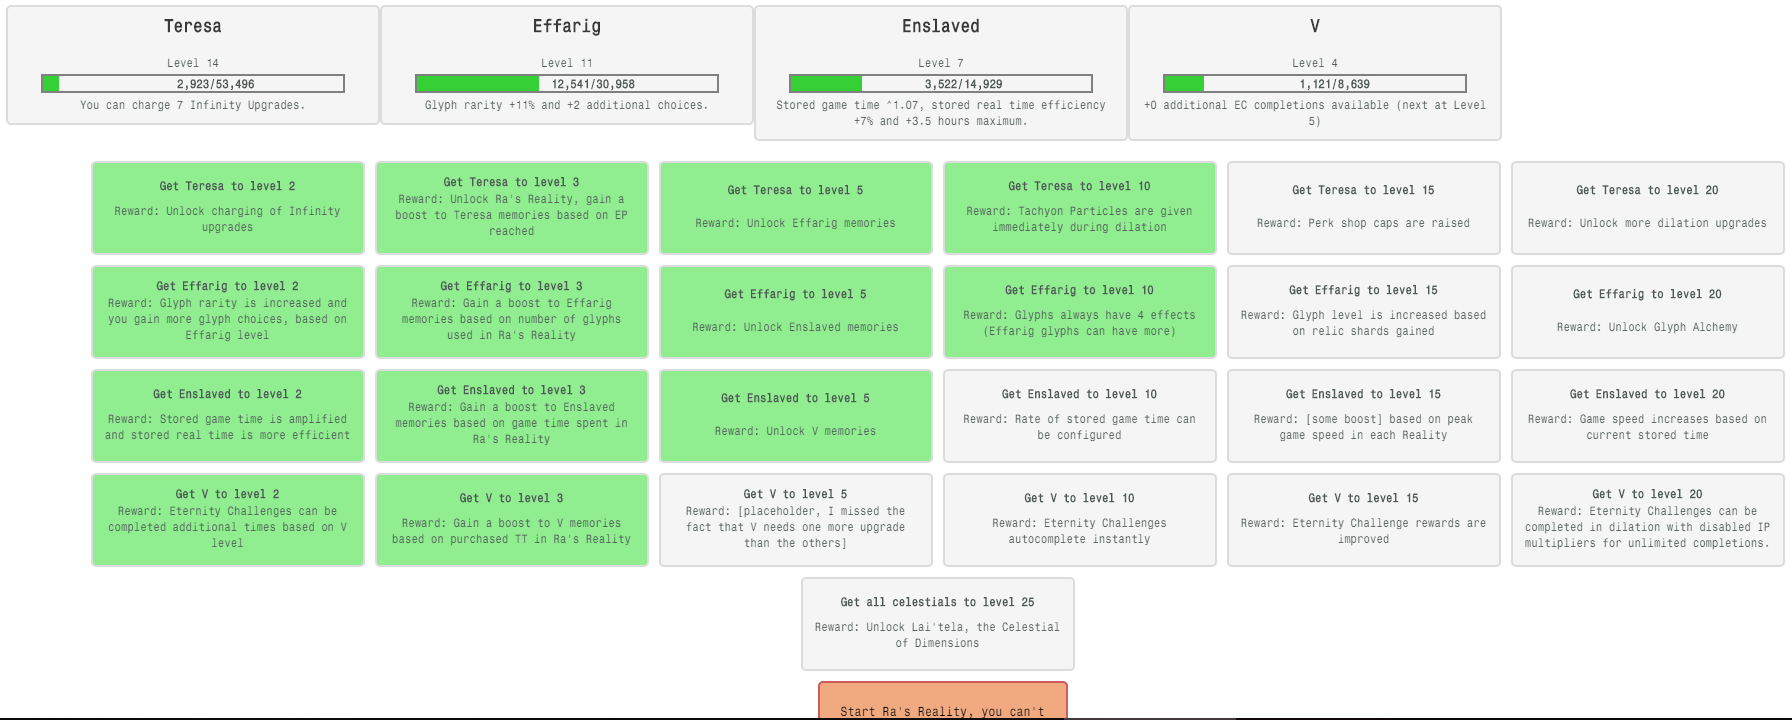 Teresa
Level 14
2,923/53,496
You can charge 7 Infinity Upgrades.
Effarig
Level 11
12,541/30,958
Glyph rarity +11% and +2 additional choices.
Enslaved
Level 7
3,522/14,929
Stored game time ^1.07, stored real time efficiency
+7% and +3.5 hours maximum.
V
Level 4
1,121/8,639
+0 additional EC completions available (next at Level
5)
Get Teresa to level 2
Reward: Unlock charging of Infinity
upgrades
Get Teresa to level 3
Reward: Unlock Ra's Reality, gain a
boost to Teresa memories based on EP
reached
Get Teresa to level 5
Reward: Unlock Effarig memories
Get Teresa to level 10
Reward: Tachyon Particles are given
immediately during dilation
Get Teresa to level 15
Reward: Perk shop caps are raised
Get Teresa to level 20
Reward: Unlock more dilation upgrades
Get Effarig to level 2
Reward: Glyph rarity is increased and
you gain more glyph choices, based on
Effarig level
Get Effarig to level 3
Reward: Gain a boost to Effarig
memories based on number of glyphs
used in Ra's Reality
Get Effarig to level 5
Reward: Unlock Enslaved memories
Get Effarig to level 10
Reward: Glyphs always have 4 effects
(Effarig glyphs can have more)
Get Effarig to level 15
Reward: Glyph level is increased based
on relic shards gained
Get Effarig to level 20
Reward: Unlock Glyph Alchemy
Get Enslaved to level 2
Reward: Stored game time is amplified
and stored real time is more efficient
Get Enslaved to level 3
Reward: Gain a boost to Enslaved
memories based on game time spent in
Ra's Reality
Get Enslaved to level 5
Reward: Unlock V memories
Get Enslaved to level 10
Reward: Rate of stored game time can
be configured
Get Enslaved to level 15
Reward: [some boost] based on peak
game speed in each Reality
Get Enslaved to level 20
Reward: Game speed increases based on
current stored time
Get V to level 2
Reward: Eternity Challenges can be
completed additional times based on V
level
Get V to level 3
Reward: Gain a boost to V memories
based on purchased TT in Ra's Reality
Get V to level 5
Reward: [placeholder, I missed the
fact that V needs one more upgrade
than the others]
Get V to level 10
Reward: Eternity Challenges
autocomplete instantly
Get V to level 15
Reward: Eternity Challenge rewards are
improved
Get V to level 20
Reward: Eternity Challenges can be
completed in dilation with disabled IP
multipliers for unlimited completions.
Get all celestials to level 25
Reward: Unlock Lai'tela, the Celestial
of Dimensions
Start Ra's Reality, you can't